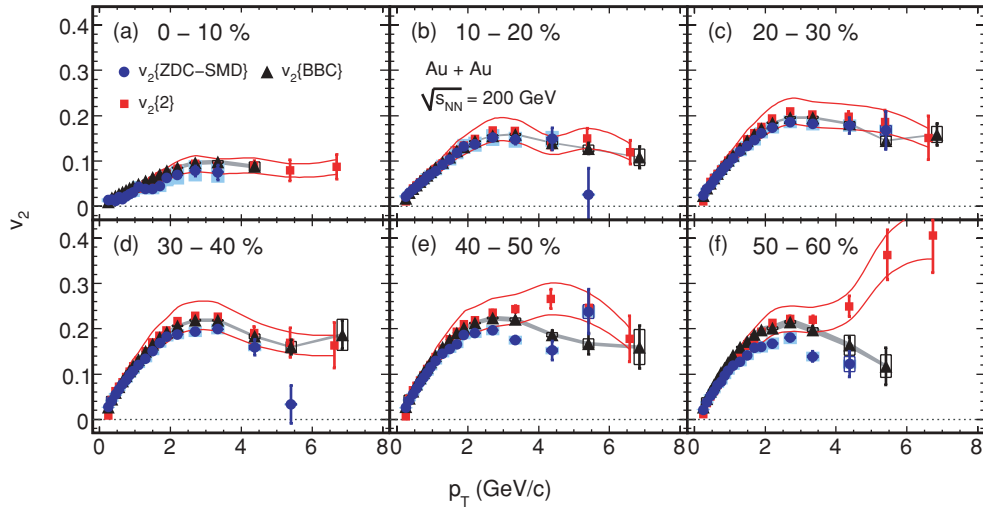 (a) 0 – 10 %
v2{ZDC–SMD} v2{BBC}
v2{2}
(b) 10 – 20 %
Au + Au
√sNN = 200 GeV
(c) 20 – 30 %
0.4
0.3
0.2
0.1
0
(d) 30 – 40 %
(e) 40 – 50 %
(f) 50 – 60 %
0.4
0.3
0.2
0.1
0
v2
0 2 4 6 8 0 2 4 6 8 0 2 4 6 8
pT (GeV/c)